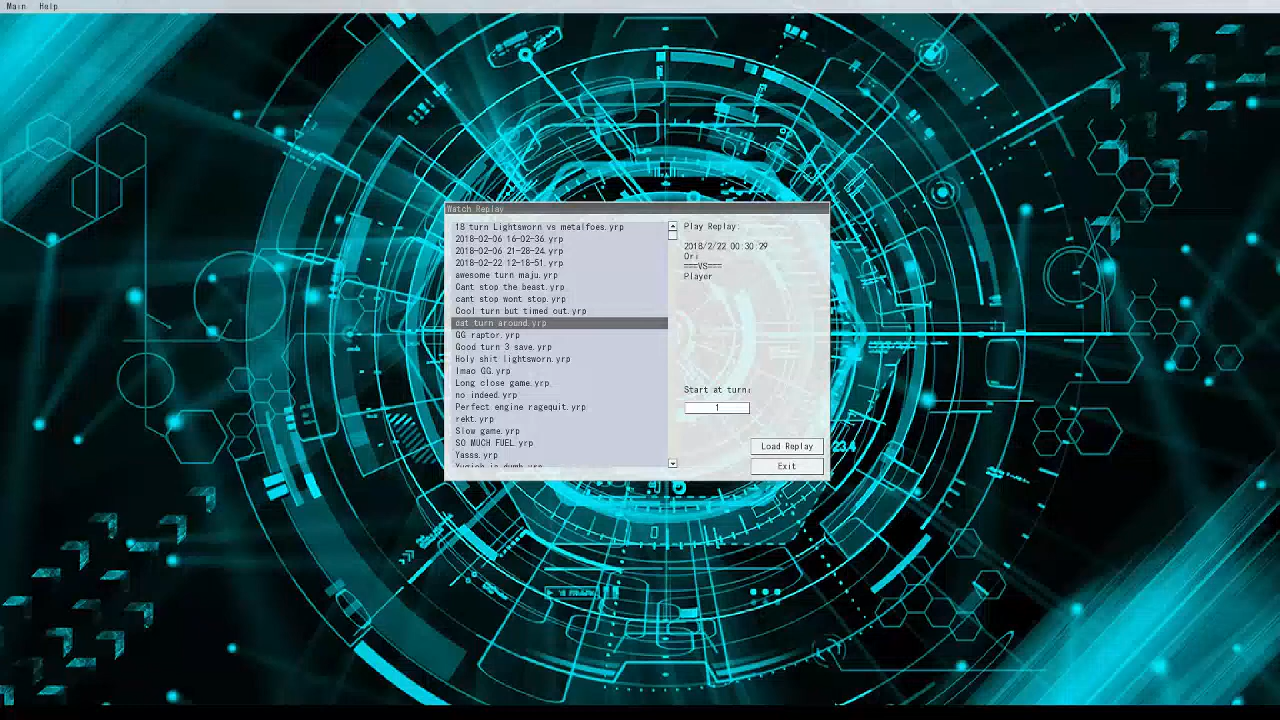 Main Help
Watch Replay
18 turn Lightsworn vs metalfoes.yrp
2018-02-06 16-02-36.yrp
2018-02-06 21-28-24.yrp
2018-02-22 12-18-51.yrp
awesome turn maju.yrp
Cant stop the beast.yrp
cant stop wont stop.yrp
Cool turn but timed out.yrp
eat turn around.yrp
GG raptor.yrp
Good turn 3 save.yrp
Holy shit lightsworn.yrp
lmao GG.yrp
Long close game.yrp
no indeed.yrp
Perfect engine ragequit.yrp
rekt.yrp
Slow game.yrp
SO MUCH FUEL.yrp
Yasss.yrp
Play Replay:
2018/2/22 00:30:29
Ori
===VS===
Player
Start at turn:
1
Load Replay
Exit
23.4